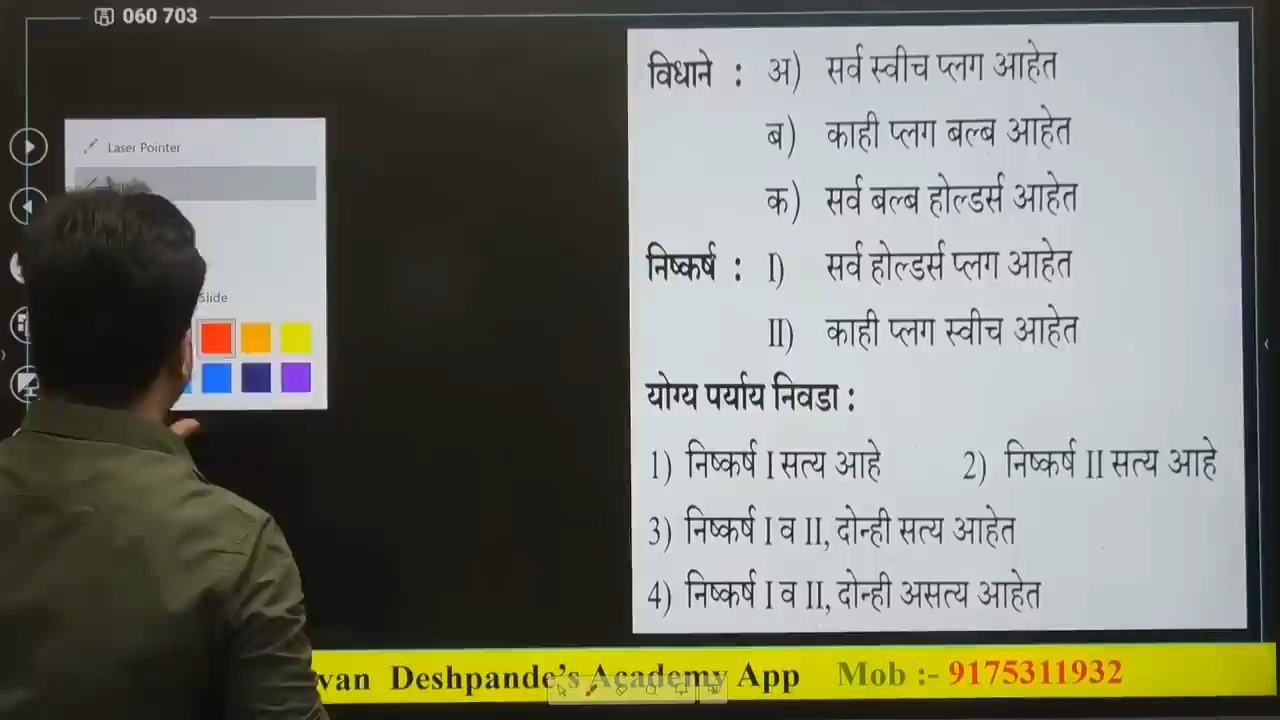 060 703
Laser Pointer
Slide
विधाने : अ) सर्व स्वीच प्लग आहेत
ब) काही प्लग बल्ब आहेत
क) सर्व बल्ब होल्डर्स आहेत
निष्कर्ष : I) सर्व होल्डर्स प्लग आहेत
II) काही प्लग स्वीच आहेत
योग्य पर्याय निवडा :
1) निष्कर्ष I सत्य आहे 2) निष्कर्ष II सत्य आहे
3) निष्कर्ष I व II, दोन्ही सत्य आहेत
4) निष्कर्ष I व II, दोन्ही असत्य आहेत
van Deshpande's Academy App Mob :- 9175311932